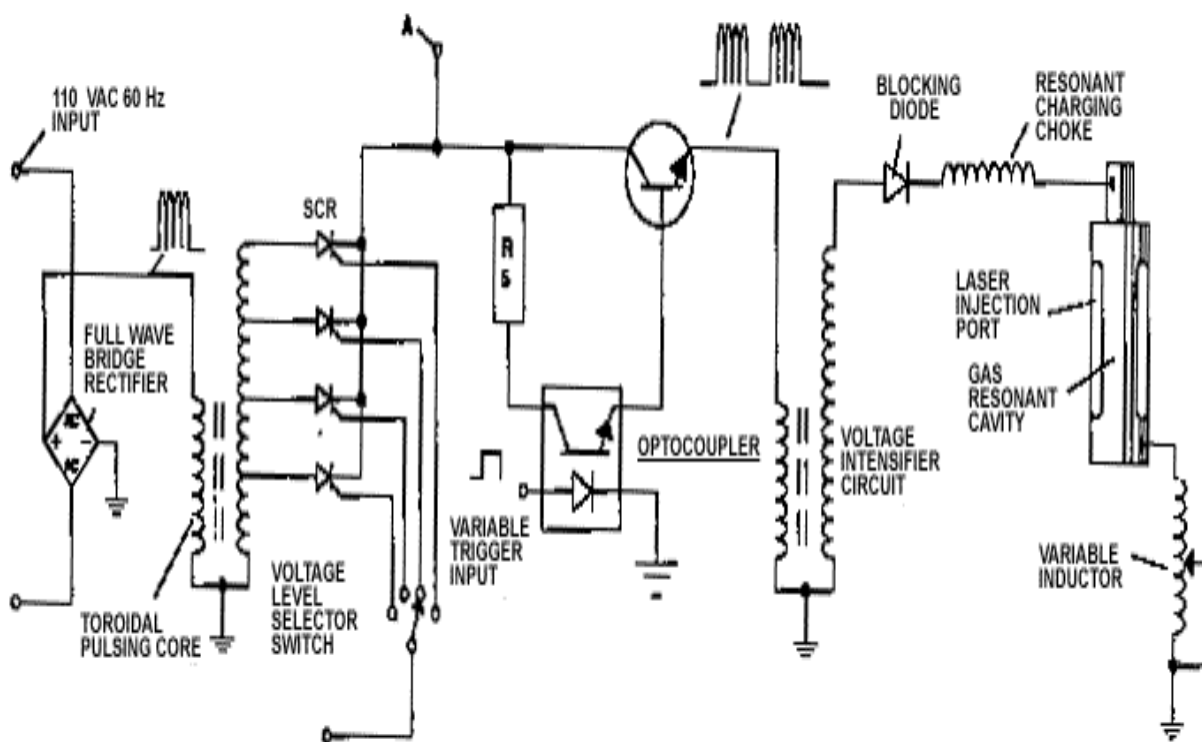 A
110 VAC 60 Hz
INPUT
BLOCKING
DIODE
RESONANT
CHARGING
CHOKE
SCR
R
5
FULL WAVE
BRIDGE
RECTIFIER
AC
+ -
AC
LASER
INJECTION
PORT
GAS
RESONANT
CAVITY
OPTOCOUPLER
VOLTAGE
INTENSIFIER
CIRCUIT
VARIABLE
TRIGGER
INPUT
VARIABLE
INDUCTOR
TOROIDAL
PULSING CORE
VOLTAGE
LEVEL
SELECTOR
SWITCH